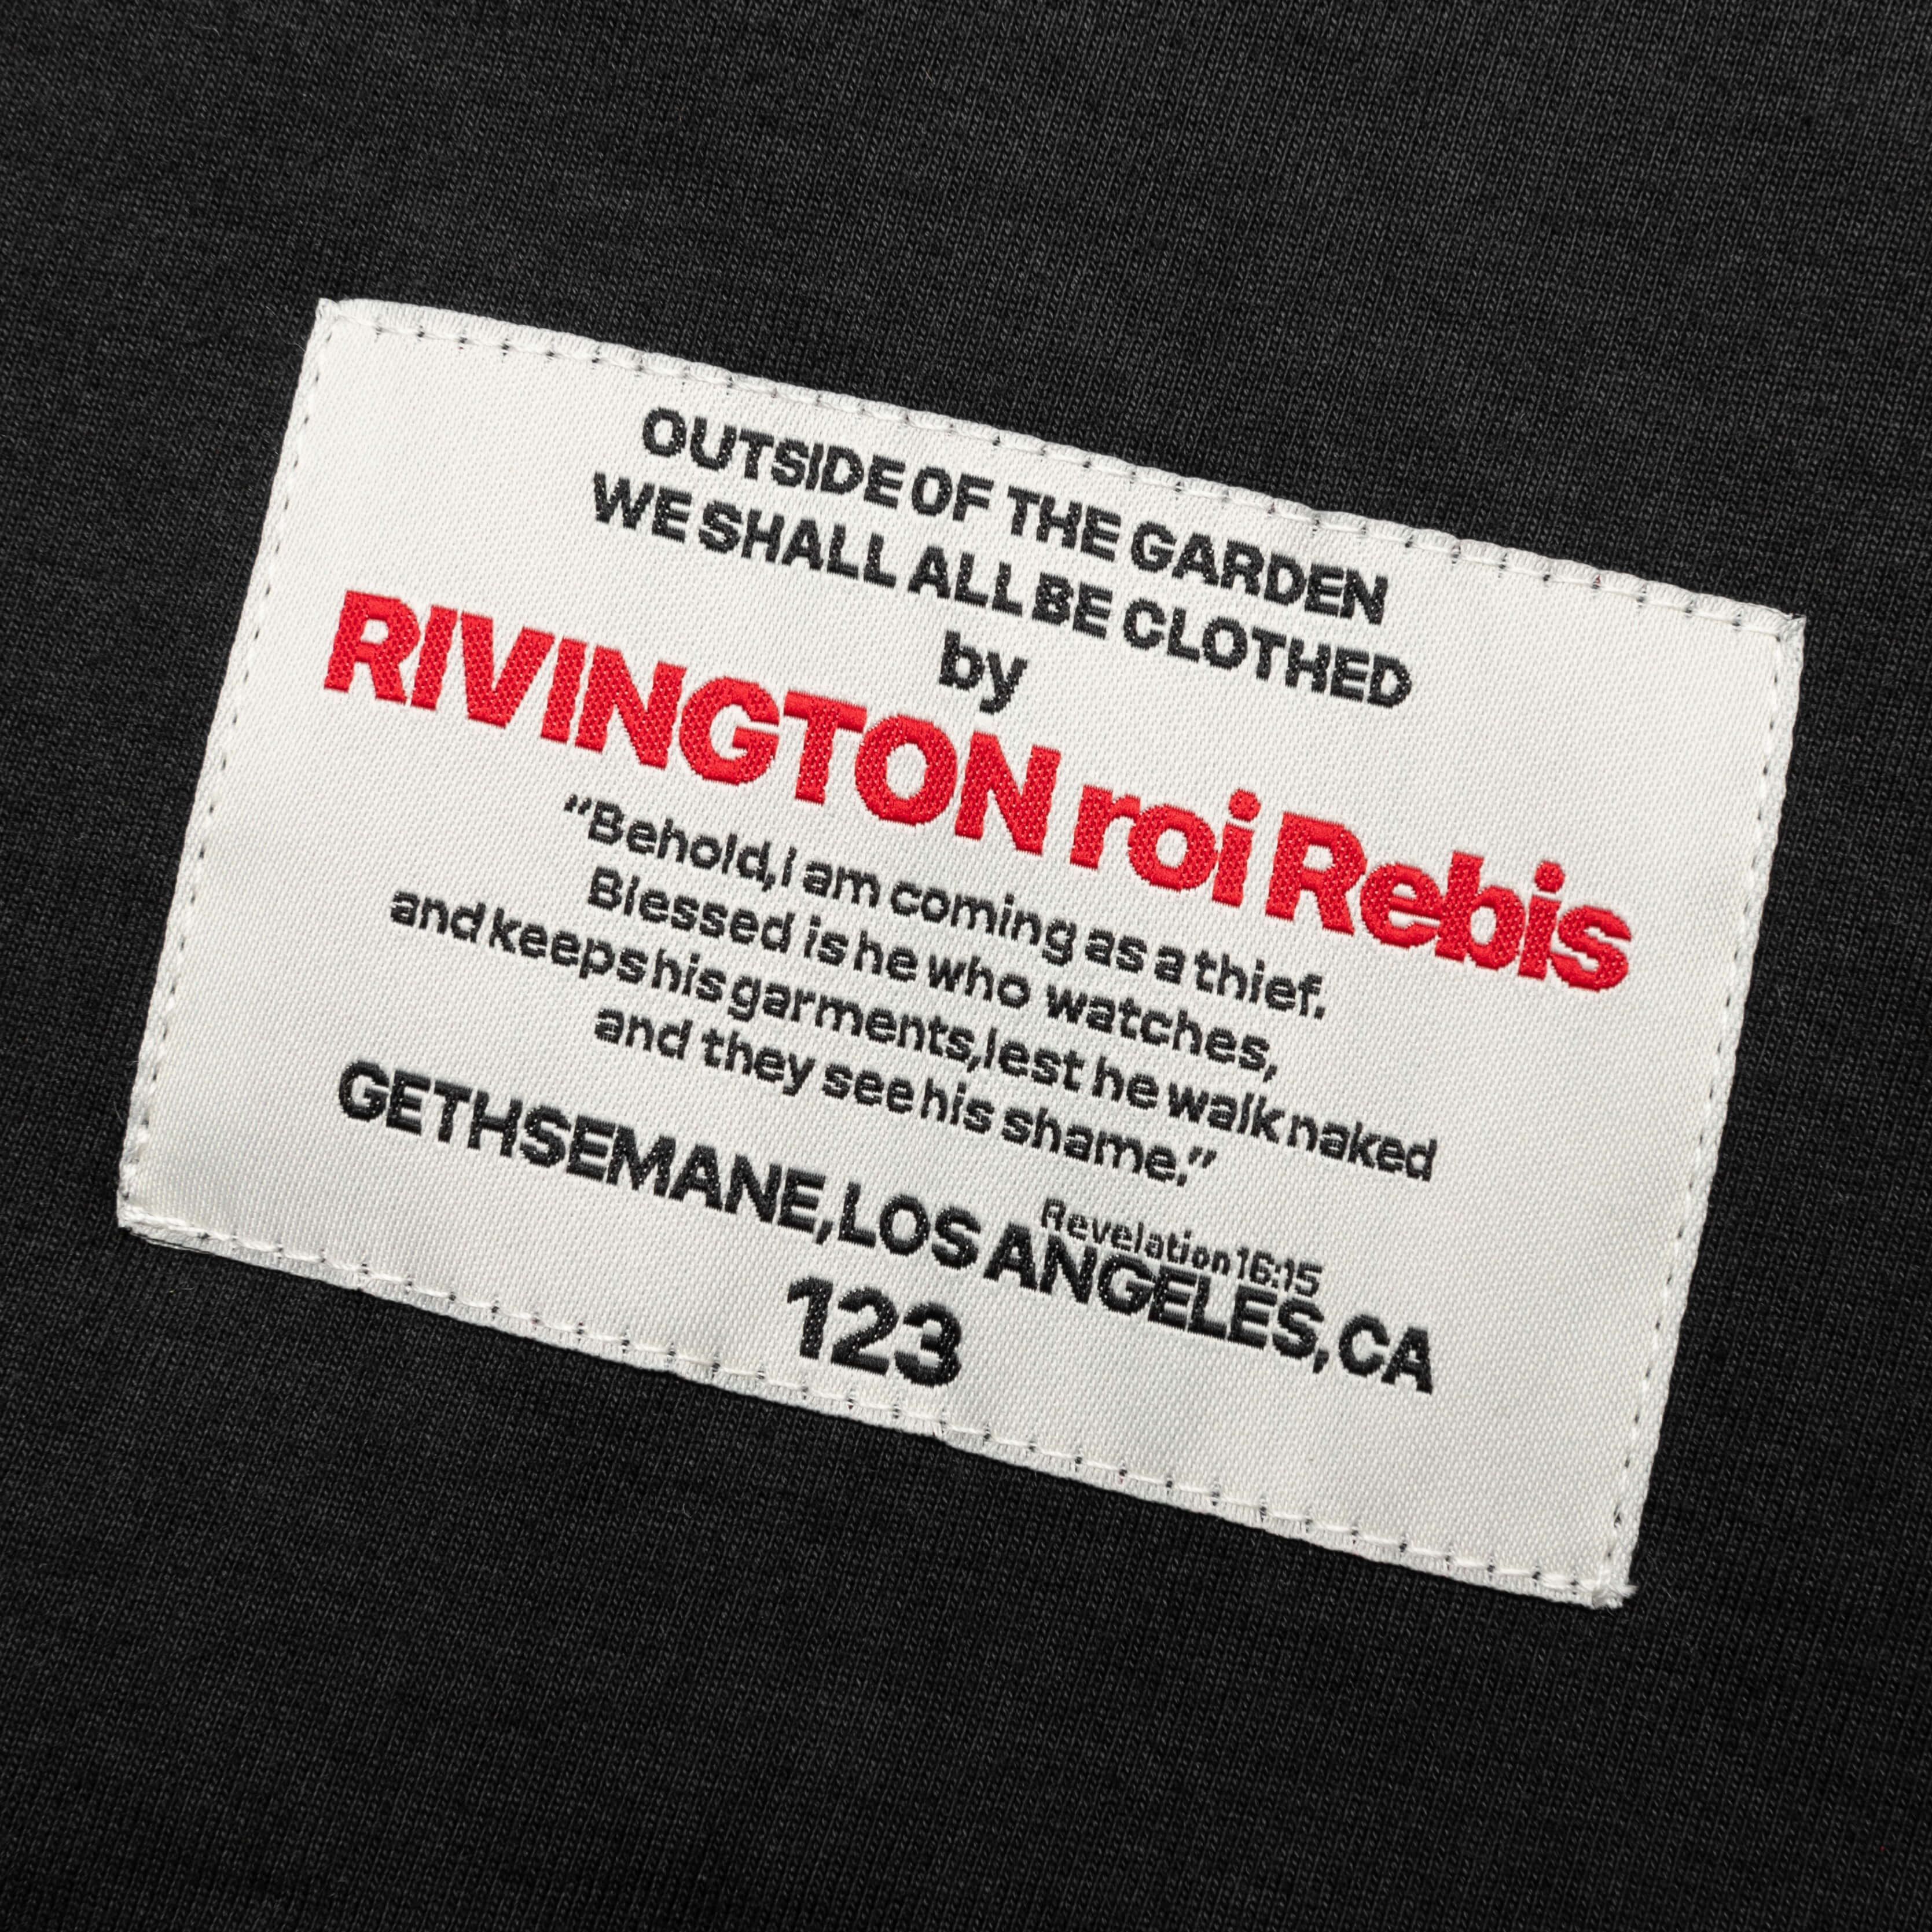 OUTSIDE OF THE GARDEN
WE SHALL ALL BE CLOTHED
by
RIVINGTON roi Rebis
“Behold, I am coming as a thief.
Blessed is he who watches,
and keeps his garments, lest he walk naked
and they see his shame.”
Revelation 16:15
GETHSEMANE, LOS ANGELES, CA
123